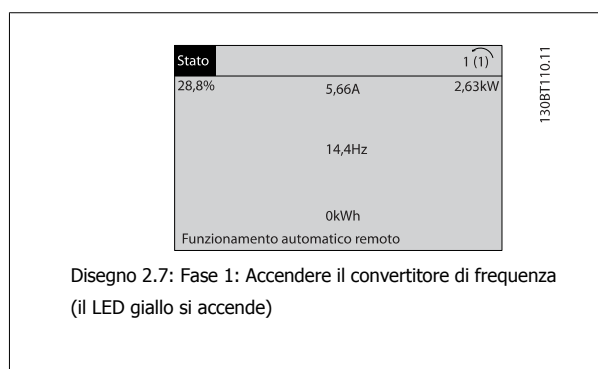 Stato 1 (1)
28,8% 5,66A 2,63kW
14,4Hz
0kWh
Funzionamento automatico remoto
130BT110.11
Disegno 2.7: Fase 1: Accendere il convertitore di frequenza
(il LED giallo si accende)